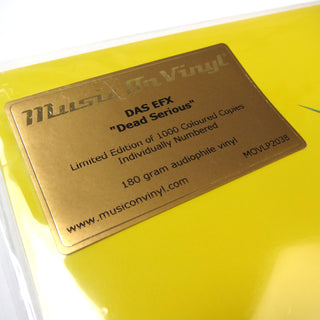 Music On Vinyl
DAS EFX
"Dead Serious"
Limited Edition of 1000 Coloured Copies
Individually Numbered
180 gram audiophile vinyl
www.musiconvinyl.com
MOVLP2038